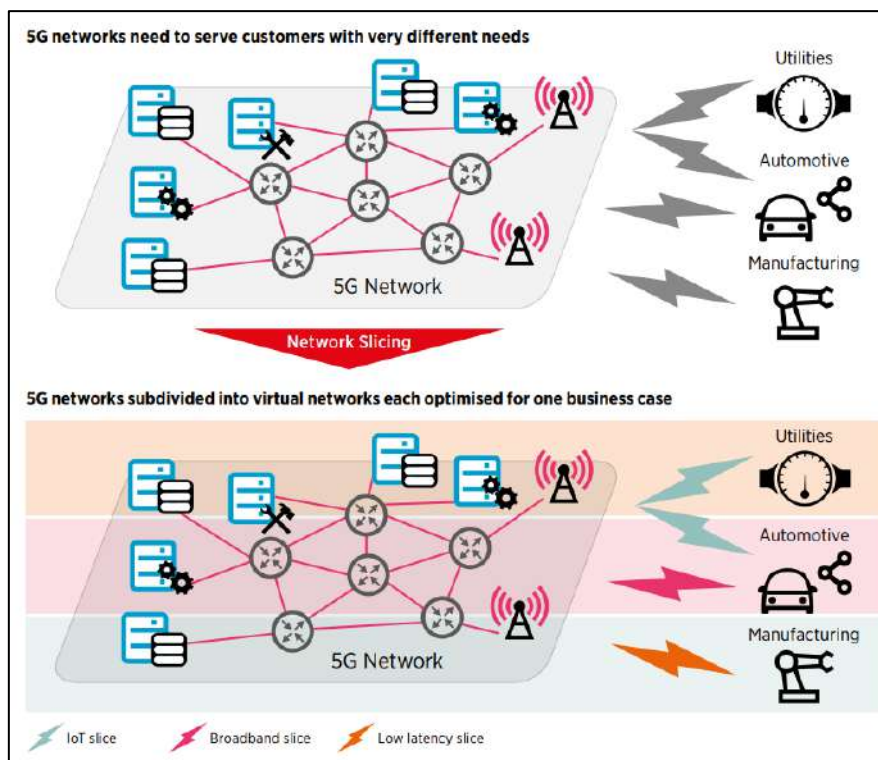 5G networks need to serve customers with very different needs
Utilities
Automotive
Manufacturing
5G Network
Network Slicing
5G networks subdivided into virtual networks each optimised for one business case
Utilities
Automotive
Manufacturing
5G Network
IoT slice
Broadband slice
Low latency slice